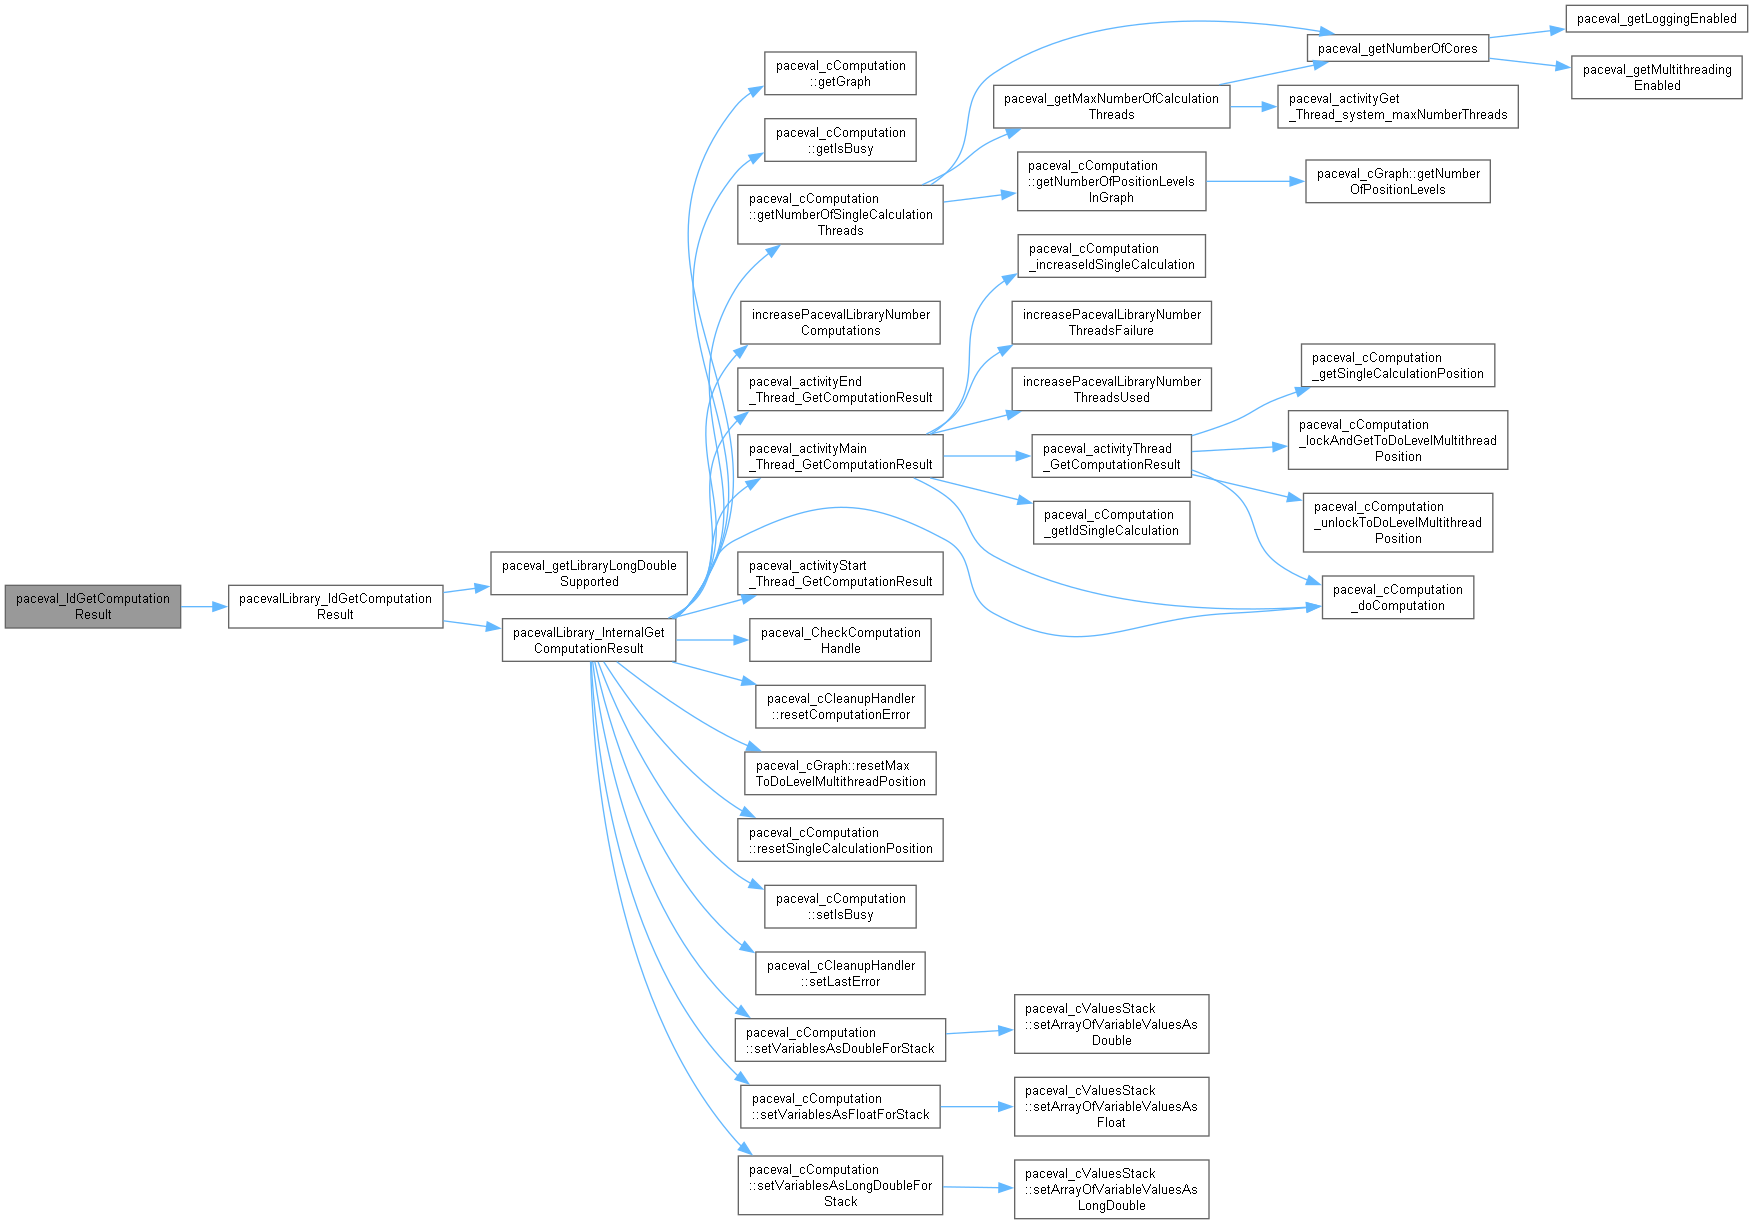 paceval_ldGetComputation
Result
pacevalLibrary_ldGetComputation
Result
paceval_getLibraryLongDouble
Supported
pacevalLibrary_InternalGet
ComputationResult
paceval_cComputation
::getGraph
paceval_cComputation
::getIsBusy
paceval_cComputation
::getNumberOfSingleCalculation
Threads
increasePacevalLibraryNumber
Computations
paceval_activityEnd
_Thread_GetComputationResult
paceval_activityMain
_Thread_GetComputationResult
paceval_activityStart
_Thread_GetComputationResult
paceval_CheckComputation
Handle
paceval_cCleanupHandler
::resetComputationError
paceval_cGraph::resetMax
ToDoLevelMultithreadPosition
paceval_cComputation
::resetSingleCalculationPosition
paceval_cComputation
::setIsBusy
paceval_cCleanupHandler
::setLastError
paceval_cComputation
::setVariablesAsDoubleForStack
paceval_cComputation
::setVariablesAsFloatForStack
paceval_cComputation
::setVariablesAsLongDoubleFor
Stack
paceval_getMaxNumberOfCalculation
Threads
paceval_cComputation
::getNumberOfPositionLevels
InGraph
paceval_cComputation
_increaseIdSingleCalculation
increasePacevalLibraryNumber
ThreadsFailure
increasePacevalLibraryNumber
ThreadsUsed
paceval_activityThread
_GetComputationResult
paceval_cComputation
_getIdSingleCalculation
paceval_cValuesStack
::setArrayOfVariableValuesAs
Double
paceval_cValuesStack
::setArrayOfVariableValuesAs
Float
paceval_cValuesStack
::setArrayOfVariableValuesAs
LongDouble
paceval_getNumberOfCores
paceval_activityGet
_Thread_system_maxNumberThreads
paceval_cGraph::getNumber
OfPositionLevels
paceval_cComputation
_getSingleCalculationPosition
paceval_cComputation
_lockAndGetToDoLevelMultithread
Position
paceval_cComputation
_unlockToDoLevelMultithread
Position
paceval_cComputation
_doComputation
paceval_getLoggingEnabled
paceval_getMultithreading
Enabled